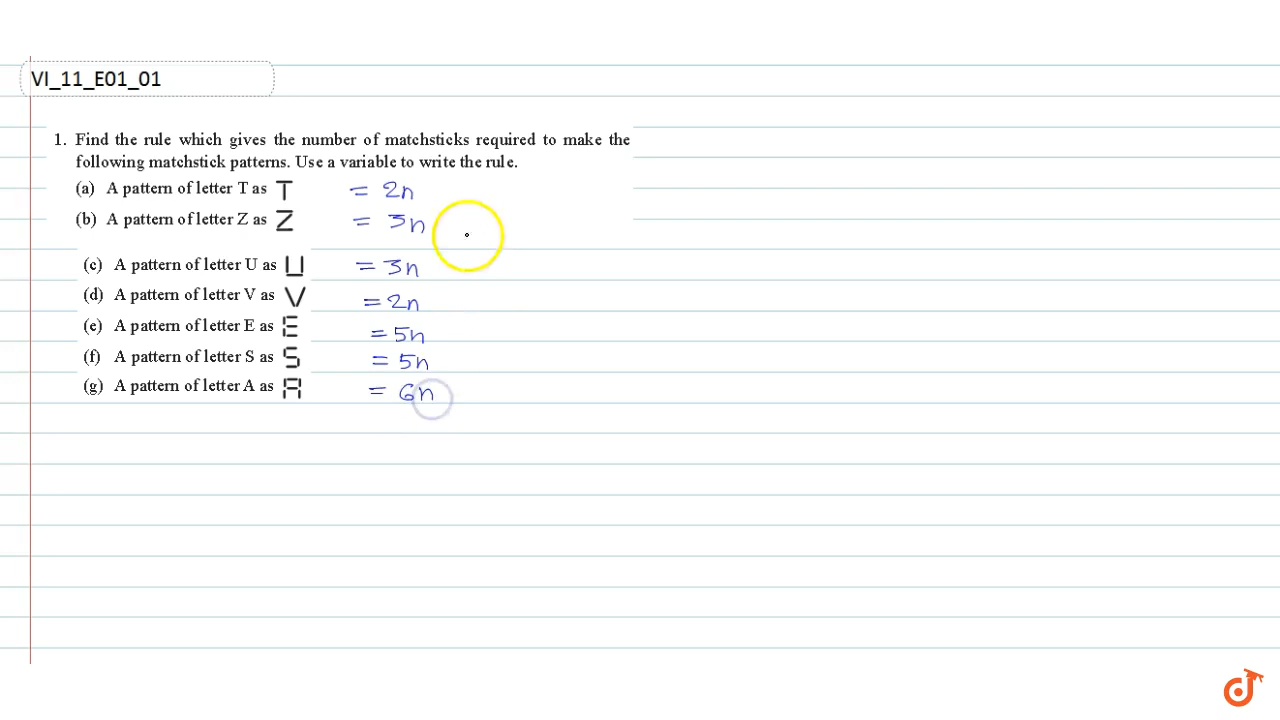 VI_11_E01_01
1. Find the rule which gives the number of matchsticks required to make the
following matchstick patterns. Use a variable to write the rule.
(a) A pattern of letter T as T = 2n
(b) A pattern of letter Z as Z = 3n
(c) A pattern of letter U as U = 3n
(d) A pattern of letter V as V = 2n
(e) A pattern of letter E as E = 5n
(f) A pattern of letter S as S = 5n
(g) A pattern of letter A as A = 6n